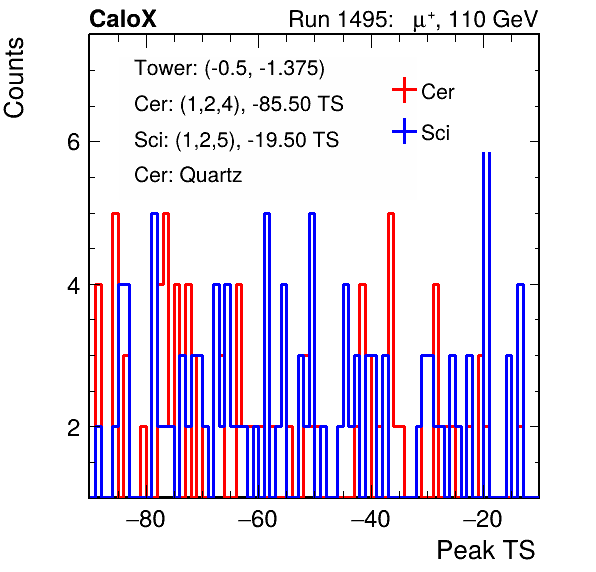 CaloX Run 1495: μ⁺, 110 GeV
Counts
Tower: (-0.5, -1.375)
Cer: (1,2,4), -85.50 TS
Sci: (1,2,5), -19.50 TS
Cer: Quartz
Cer
Sci
6
4
2
−80 −60 −40 −20
Peak TS